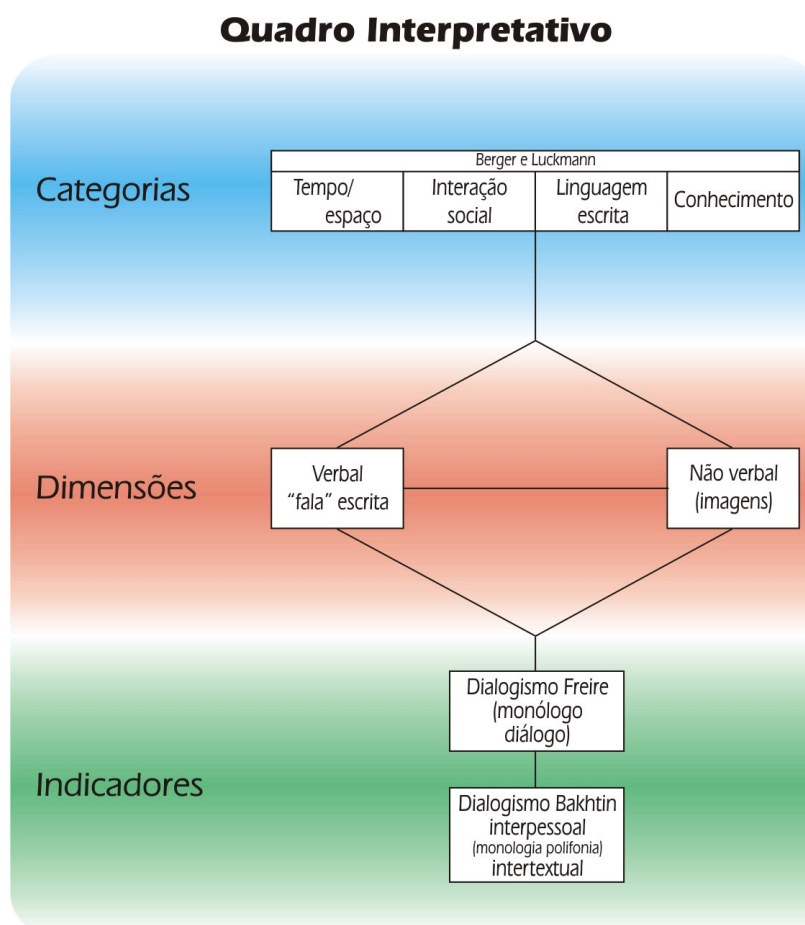 Quadro Interpretativo
Categorias
Berger e Luckmann
Tempo/
espaço
Interação
social
Linguagem
escrita
Conhecimento
Dimensões
Verbal
“fala” escrita
Não verbal
(imagens)
Indicadores
Dialogismo Freire
(monólogo
diálogo)
Dialogismo Bakhtin
interpessoal
(monologia polifonia)
intertextual